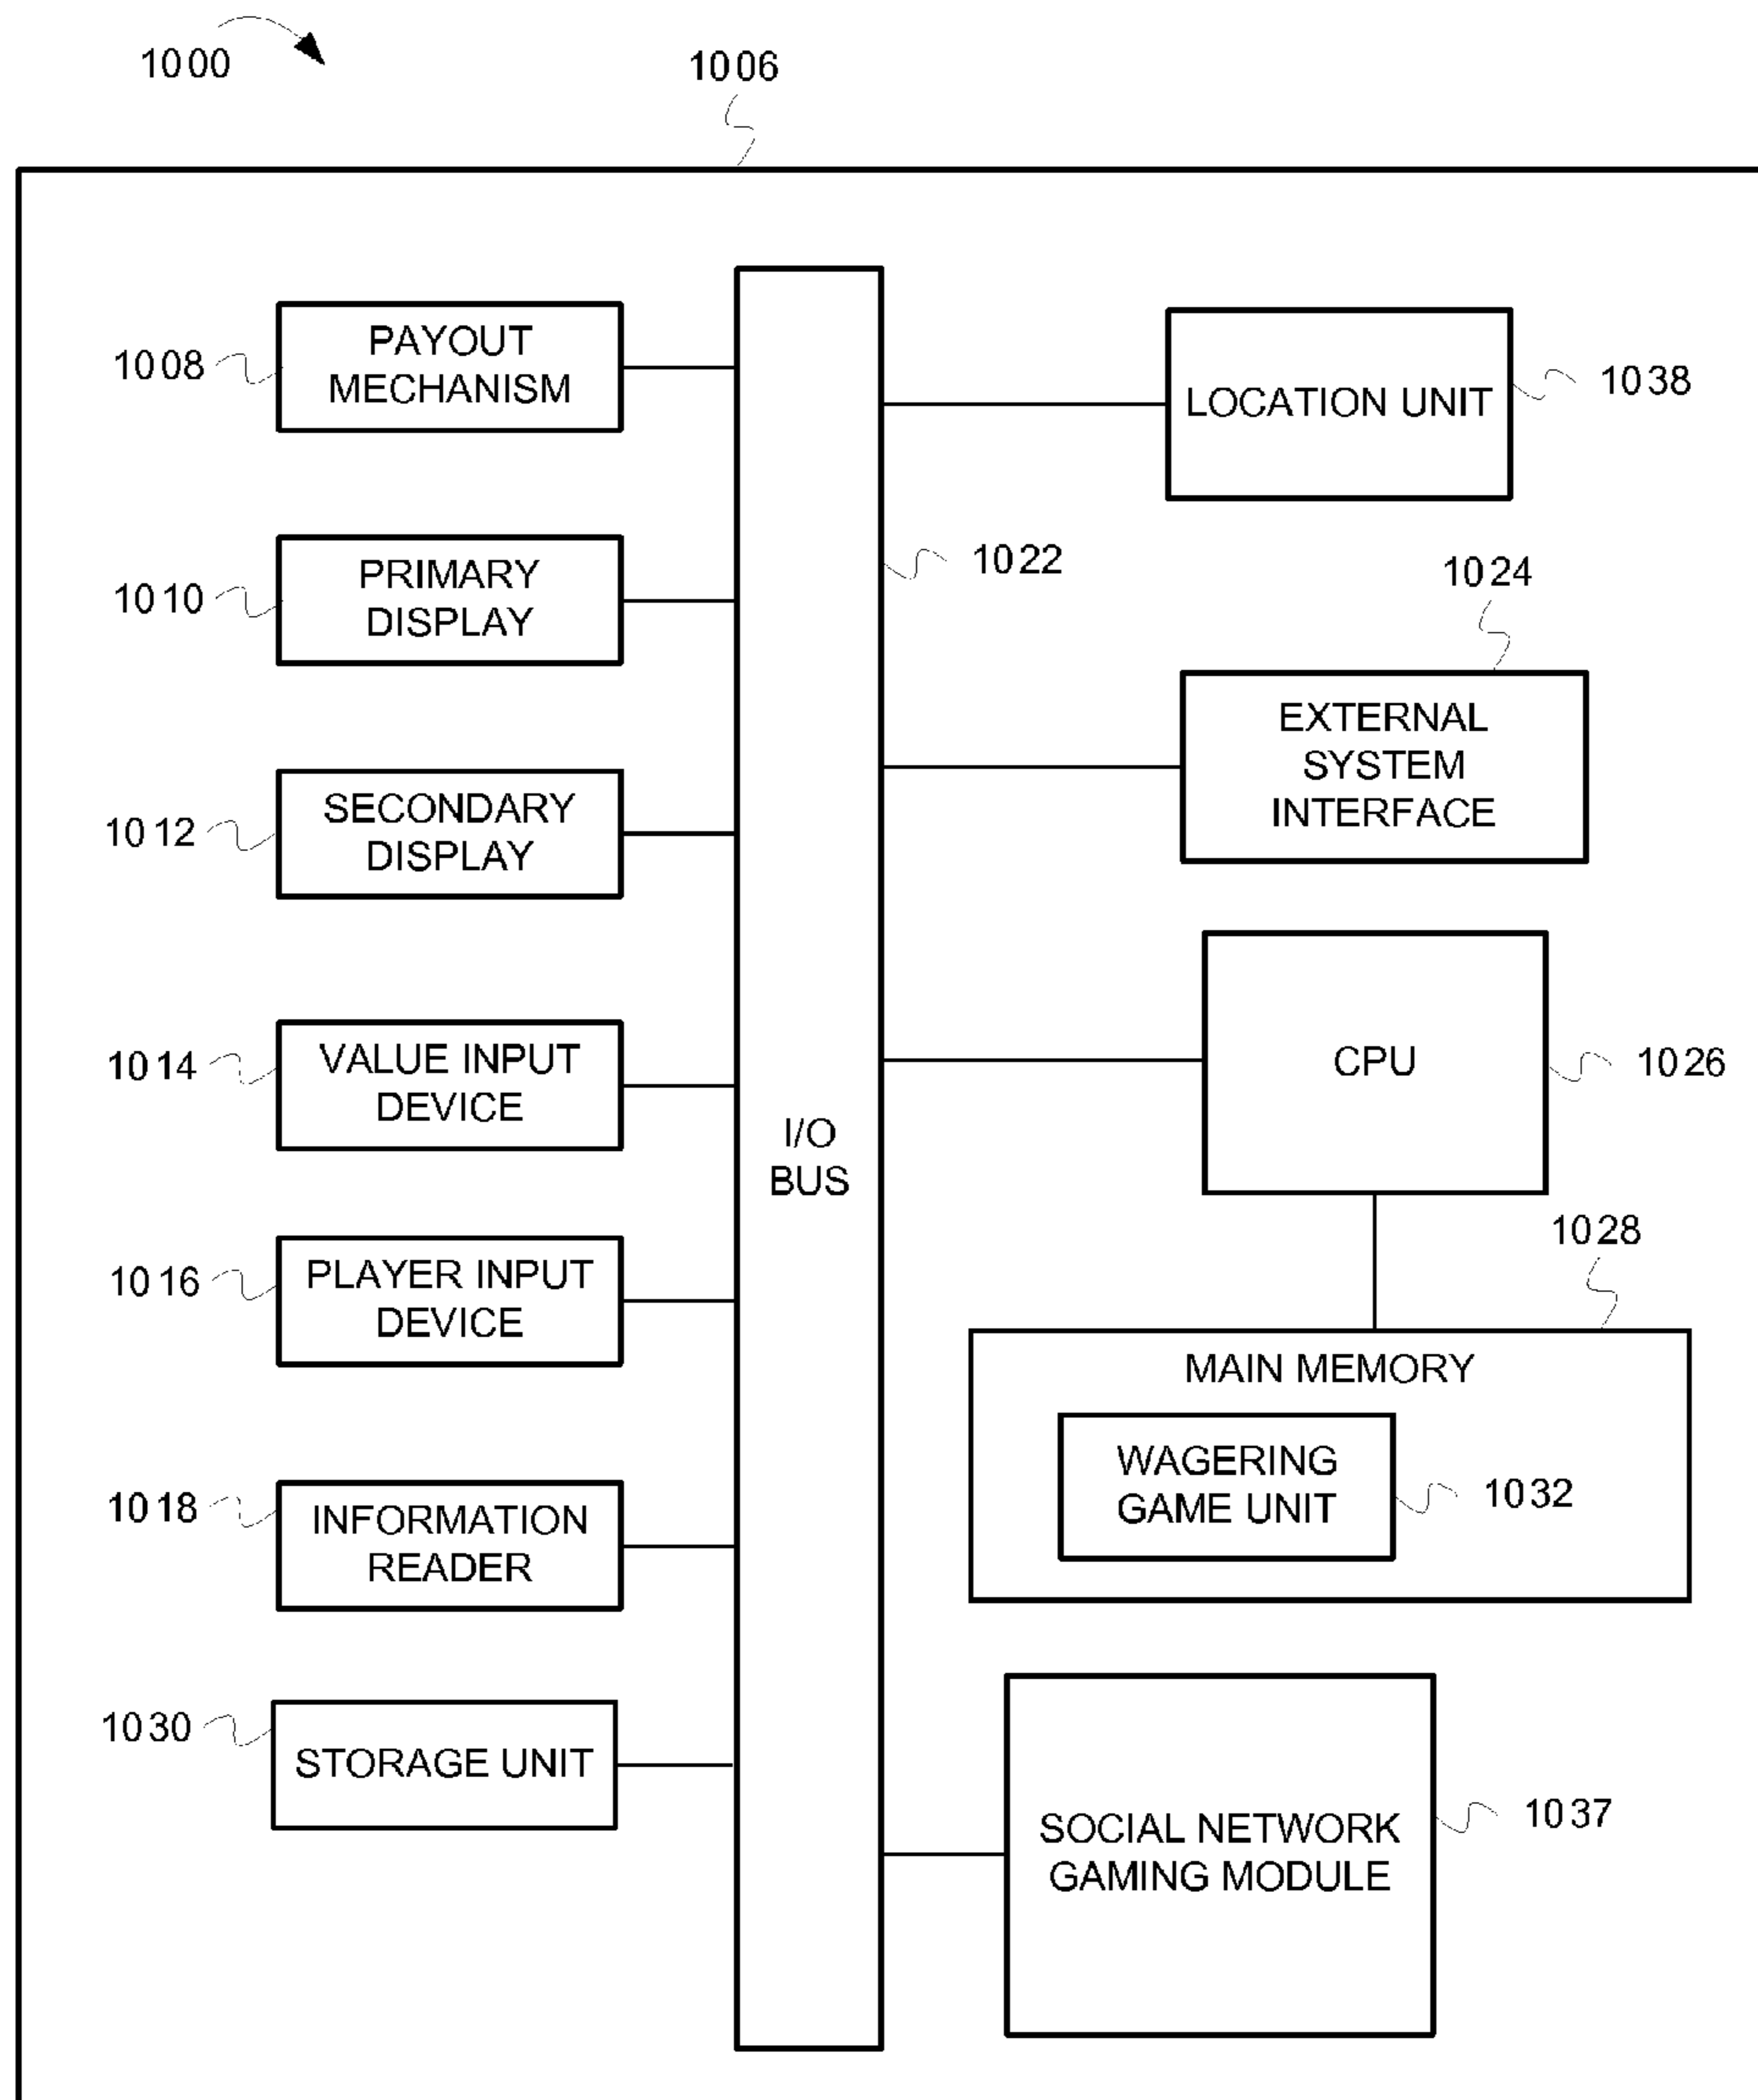 1000
1006
1008
PAYOUT
MECHANISM
1010
PRIMARY
DISPLAY
1012
SECONDARY
DISPLAY
1014
VALUE INPUT
DEVICE
1016
PLAYER INPUT
DEVICE
1018
INFORMATION
READER
1030
STORAGE UNIT
I/O
BUS
1022
LOCATION UNIT
1038
1024
EXTERNAL
SYSTEM
INTERFACE
CPU
1026
1028
MAIN MEMORY
WAGERING
GAME UNIT
1032
SOCIAL NETWORK
GAMING MODULE
1037